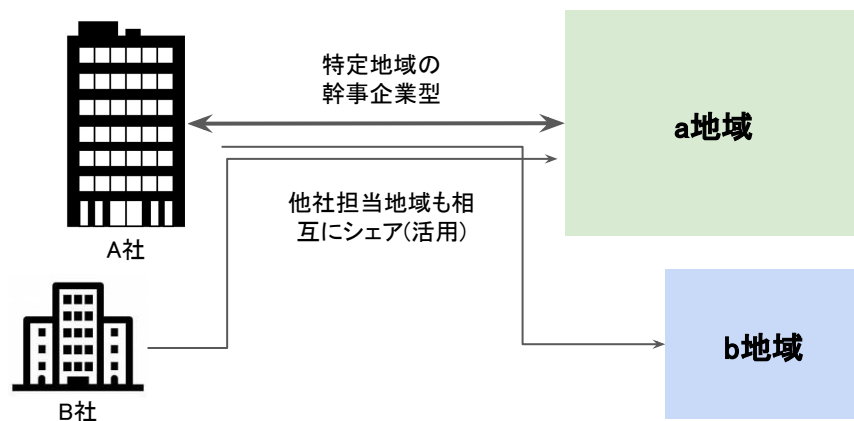 特定地域の
幹事企業型
a地域
他社担当地域も相
互にシェア(活用)
A社
b地域
B社